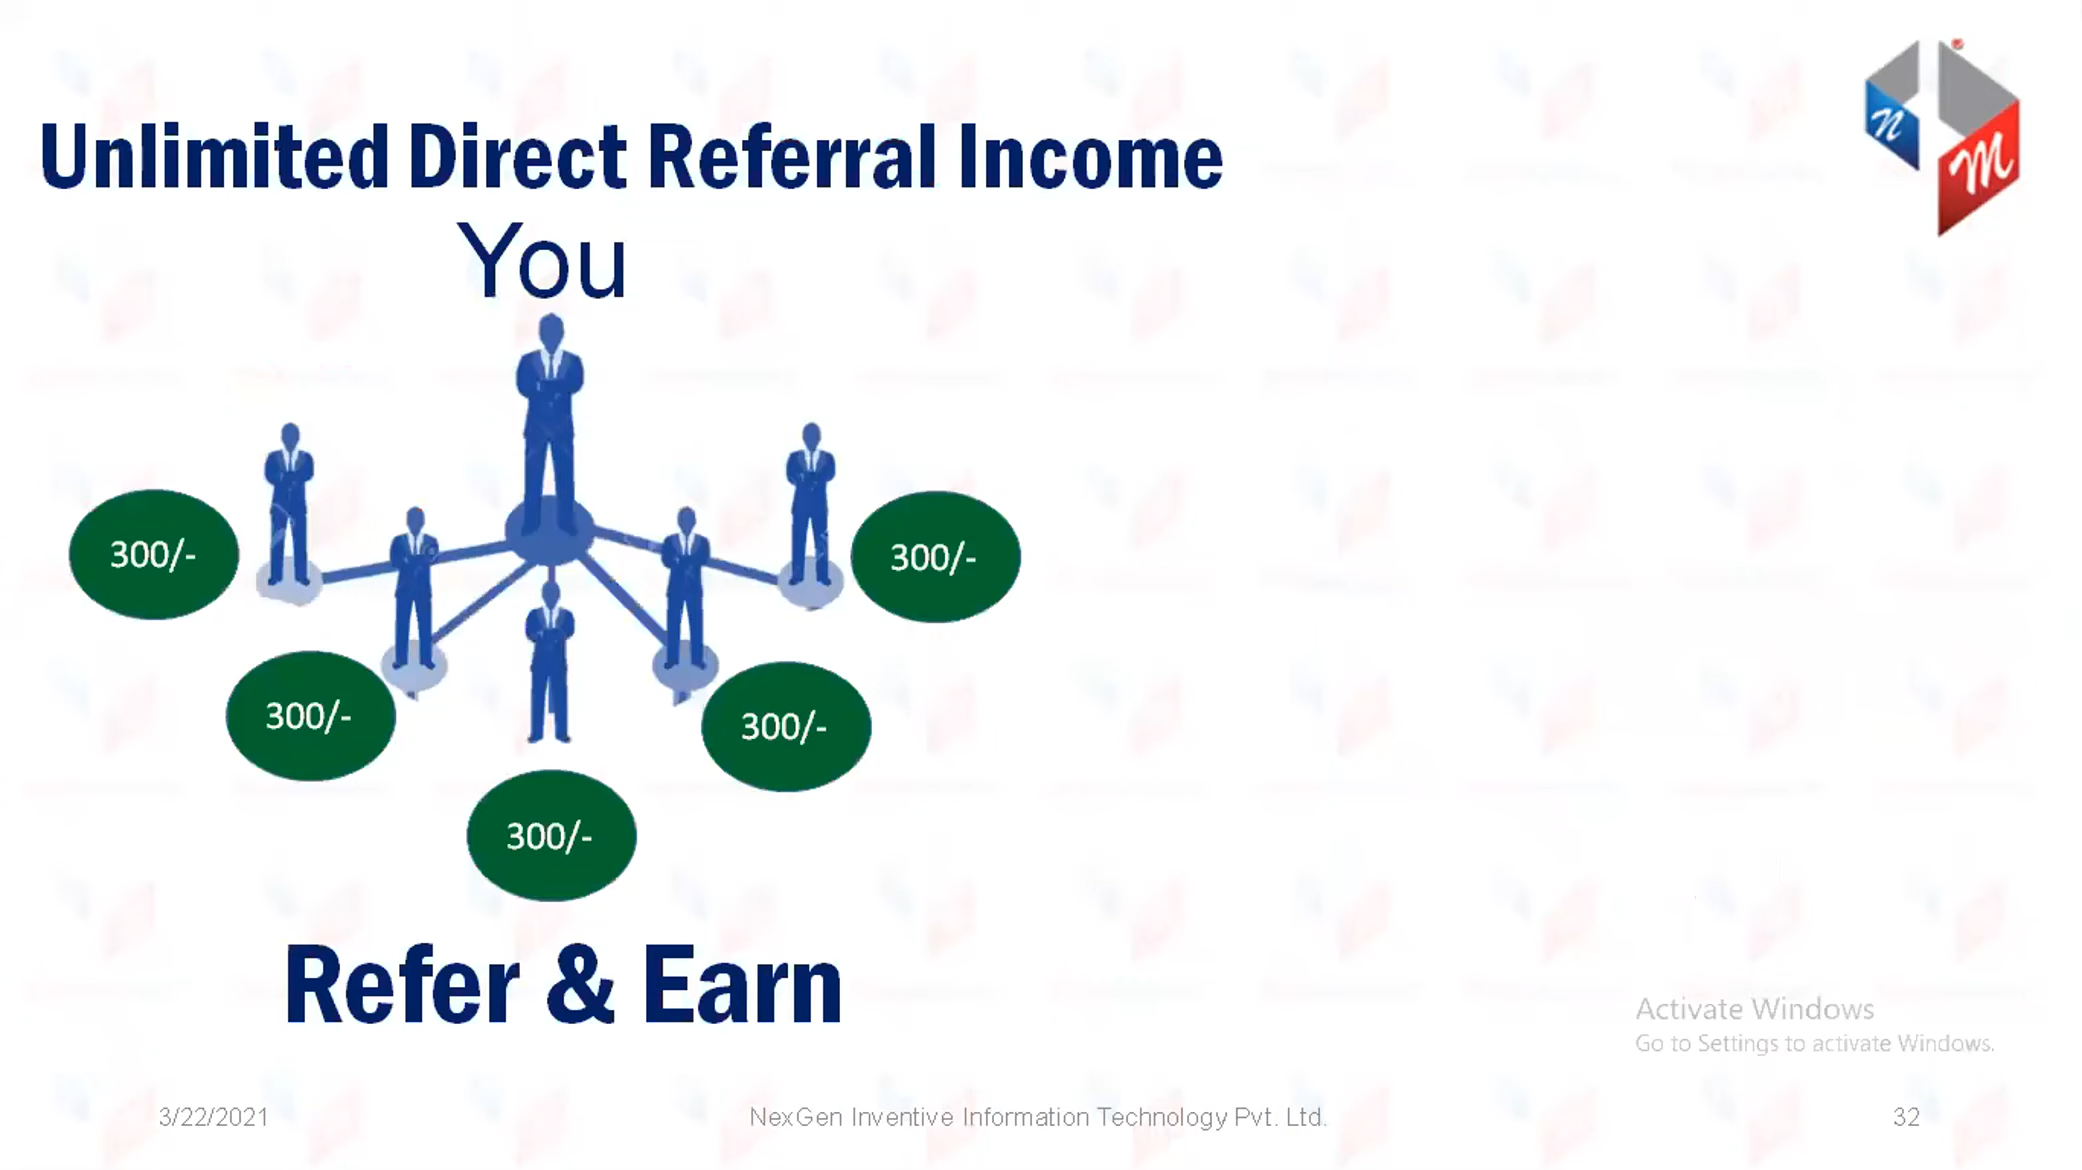 Unlimited Direct Referral Income
You
300/-
300/-
300/-
300/-
300/-
Refer & Earn
n
M
Activate Windows
Go to Settings to activate Windows.
3/22/2021
NexGen Inventive Information Technology Pvt. Ltd.
32